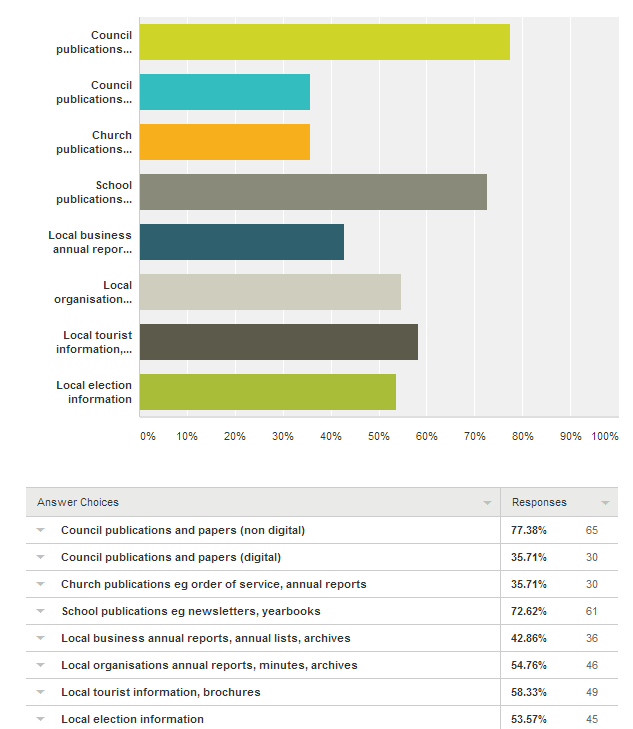 Council
publications...
Council
publications...
Church
publications...
School
publications...
Local business
annual repor...
Local
organisation...
Local tourist
information,...
Local election
information
0% 10% 20% 30% 40% 50% 60% 70% 80% 90% 100%
Answer Choices Responses
Council publications and papers (non digital) 77.38% 65
Council publications and papers (digital) 35.71% 30
Church publications eg order of service, annual reports 35.71% 30
School publications eg newsletters, yearbooks 72.62% 61
Local business annual reports, annual lists, archives 42.86% 36
Local organisations annual reports, minutes, archives 54.76% 46
Local tourist information, brochures 58.33% 49
Local election information 53.57% 45